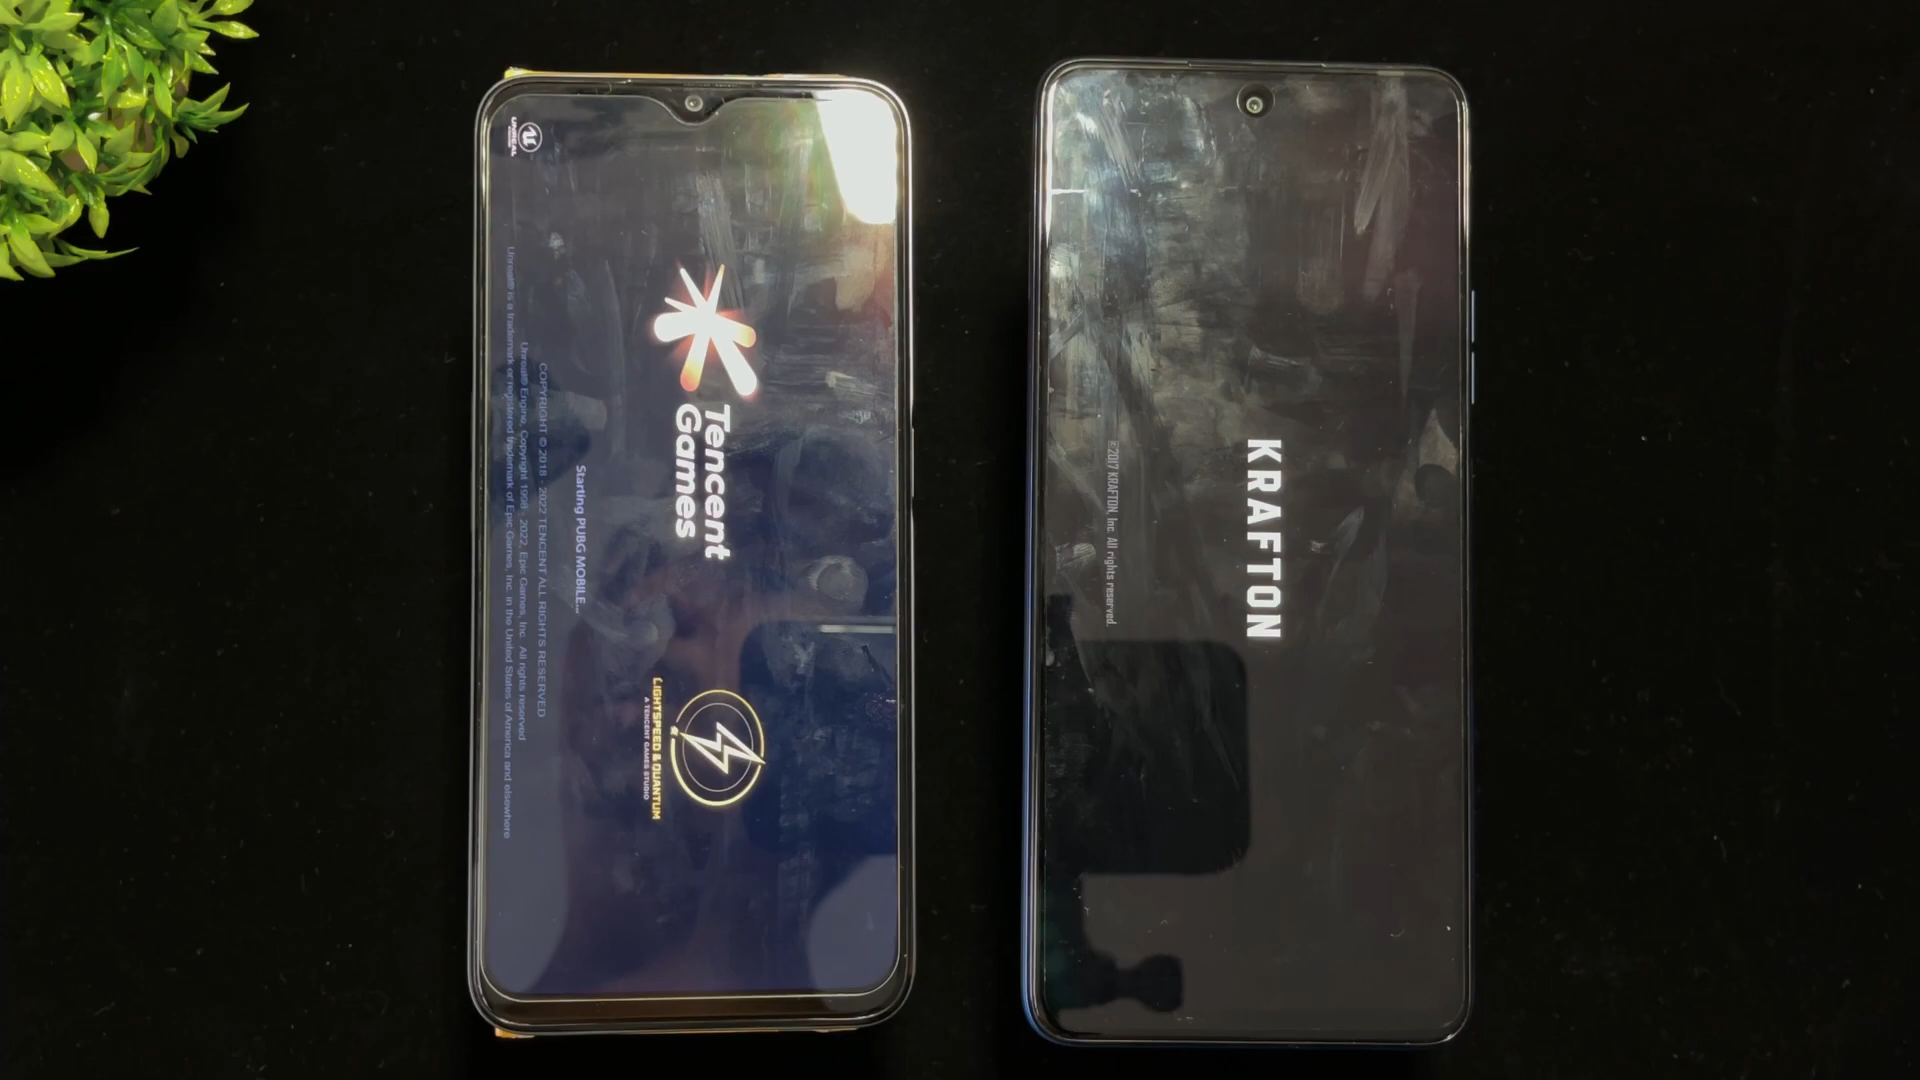 UNREAL
Tencent
Games
LIGHTSPEED & QUANTUM
A TENCENT GAMES STUDIO
Starting PUBG MOBILE...
COPYRIGHT © 2018 - 2022 TENCENT ALL RIGHTS RESERVED
Unreal® Engine, Copyright 1998 - 2022, Epic Games, Inc. All rights reserved
Unreal® is a trademark or registered trademark of Epic Games, Inc. in the United States of America and elsewhere
KRAFTON
©2017 KRAFTON, Inc. All rights reserved.